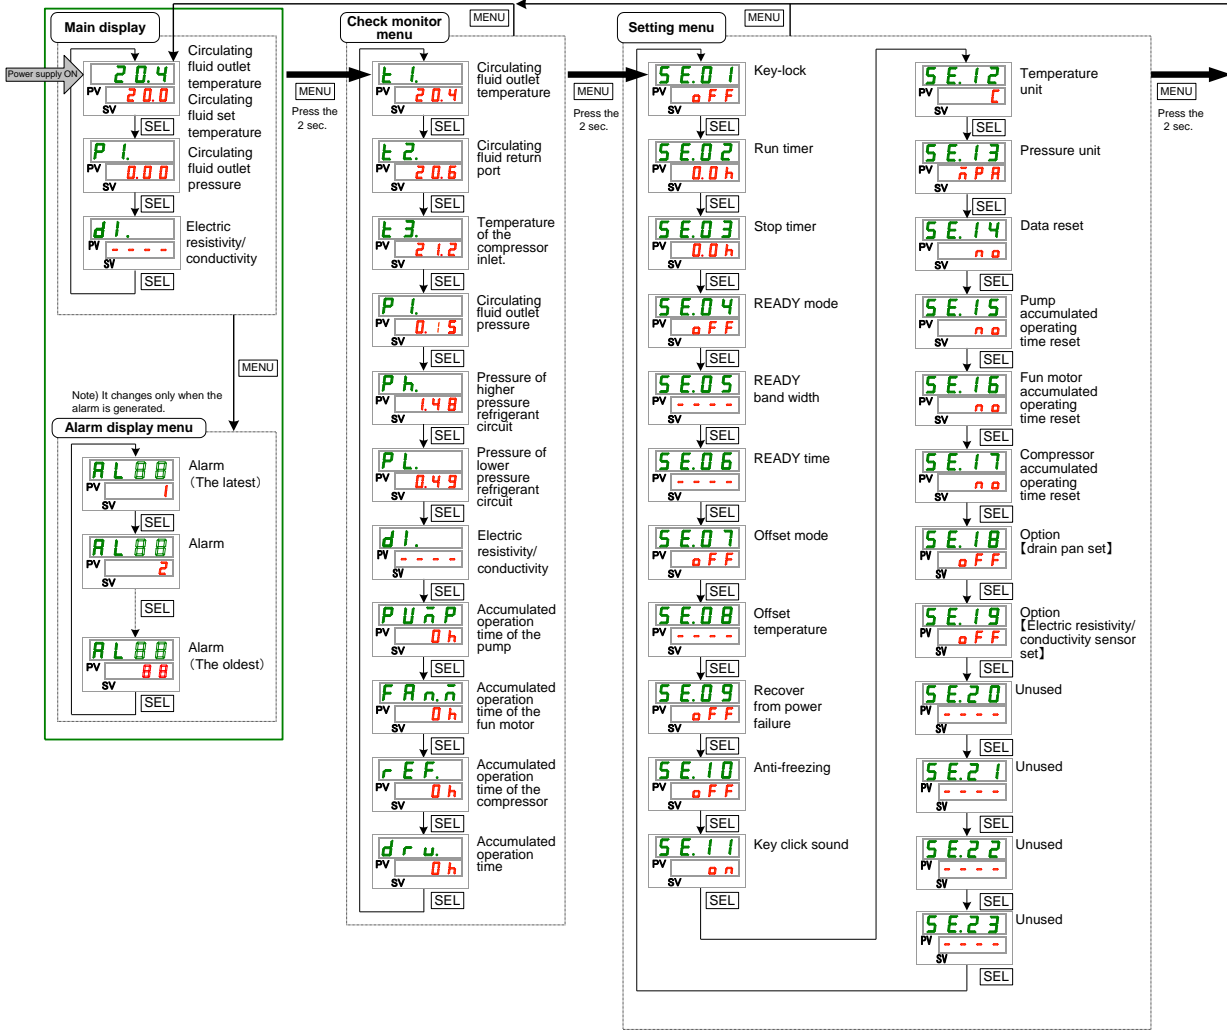 Main display
Power supply ON
20.4
PV
20.0
SV
Circulating
fluid outlet
temperature
Circulating
fluid set
temperature
SEL
P 1.
PV
0.00
SV
Circulating
fluid outlet
pressure
SEL
d1.
PV
- - - -
SV
Electric
resistivity/
conductivity
SEL
MENU
Note) It changes only when the
alarm is generated.
Alarm display menu
AL88
PV
1
SV
Alarm
(The latest)
SEL
AL88
PV
2
SV
Alarm
SEL
AL88
PV
88
SV
Alarm
(The oldest)
SEL
MENU
Press the
2 sec.
MENU
Check monitor
menu
t 1.
PV
20.4
SV
Circulating
fluid outlet
temperature
SEL
t 2.
PV
20.6
SV
Circulating
fluid return
port
SEL
t 3.
PV
21.2
SV
Temperature
of the
compressor
inlet.
SEL
P 1.
PV
0.15
SV
Circulating
fluid outlet
pressure
SEL
Ph.
PV
1.48
SV
Pressure of
higher
pressure
refrigerant
circuit
SEL
PL.
PV
0.49
SV
Pressure of
lower
pressure
refrigerant
circuit
SEL
d1.
PV
- - - -
SV
Electric
resistivity/
conductivity
SEL
PUn̄P
PV
0h
SV
Accumulated
operation
time of the
pump
SEL
FAn.n̄
PV
0h
SV
Accumulated
operation
time of the
fun motor
SEL
rEF.
PV
0h
SV
Accumulated
operation
time of the
compressor
SEL
dru.
PV
0h
SV
Accumulated
operation
time
SEL
MENU
Press the
2 sec.
MENU
Setting menu
SE.01
PV
oFF
SV
Key-lock
SEL
SE.02
PV
0.0h
SV
Run timer
SEL
SE.03
PV
0.0h
SV
Stop timer
SEL
SE.04
PV
oFF
SV
READY mode
SEL
SE.05
PV
- - - -
SV
READY
band width
SEL
SE.06
PV
- - - -
SV
READY time
SEL
SE.07
PV
oFF
SV
Offset mode
SEL
SE.08
PV
- - - -
SV
Offset
temperature
SEL
SE.09
PV
oFF
SV
Recover
from power
failure
SEL
SE.10
PV
oFF
SV
Anti-freezing
SEL
SE.11
PV
on
SV
Key click sound
SEL
SE.12
PV
C
SV
Temperature
unit
SEL
SE.13
PV
n̄PA
SV
Pressure unit
SEL
SE.14
PV
no
SV
Data reset
SEL
SE.15
PV
no
SV
Pump
accumulated
operating
time reset
SEL
SE.16
PV
no
SV
Fun motor
accumulated
operating
time reset
SEL
SE.17
PV
no
SV
Compressor
accumulated
operating
time reset
SEL
SE.18
PV
oFF
SV
Option
【drain pan set】
SEL
SE.19
PV
oFF
SV
Option
【Electric resistivity/
conductivity sensor
set】
SEL
SE.20
PV
- - - -
SV
Unused
SEL
SE.21
PV
- - - -
SV
Unused
SEL
SE.22
PV
- - - -
SV
Unused
SEL
SE.23
PV
- - - -
SV
Unused
SEL
MENU
Press the
2 sec.